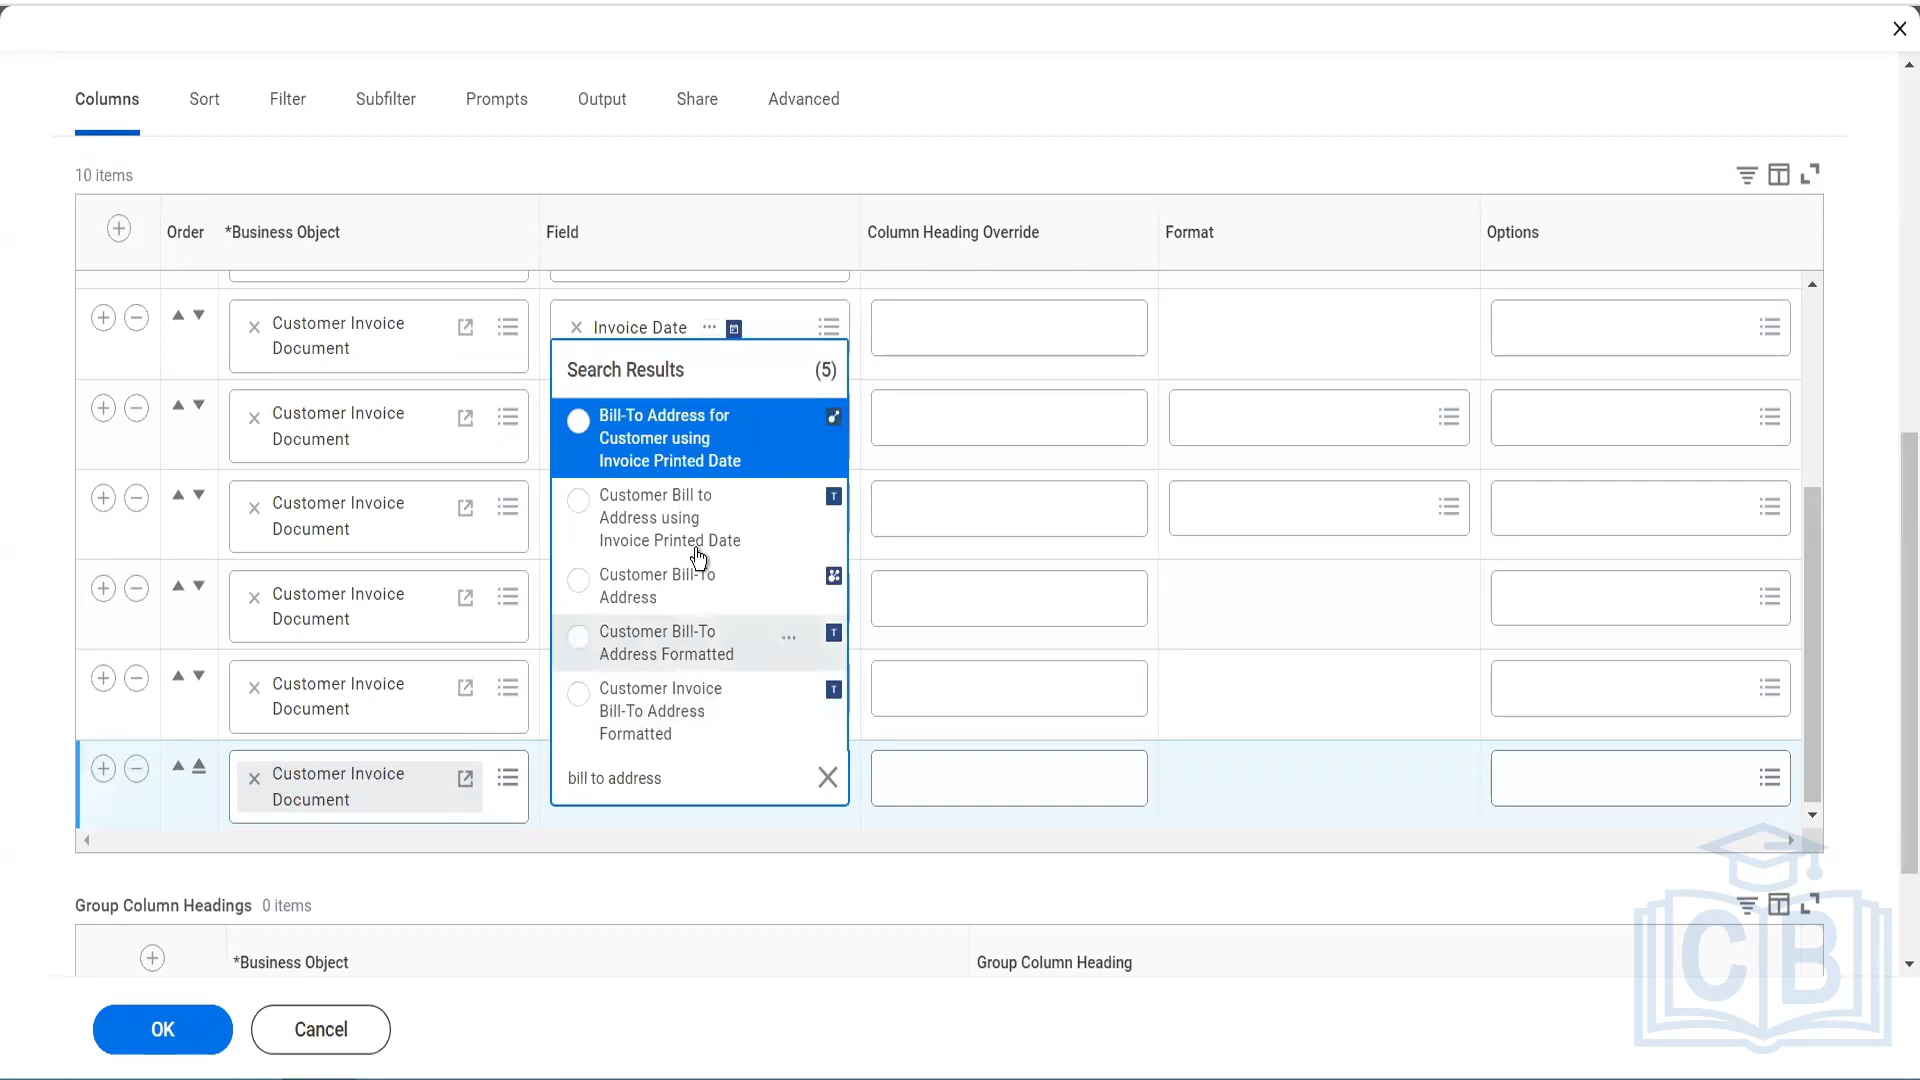 Columns
Sort
Filter
Subfilter
Prompts
Output
Share
Advanced
10 items
Order
*Business Object
Field
Column Heading Override
Format
Options
Customer Invoice
Document
Invoice Date
Customer Invoice
Document
Customer Invoice
Document
Customer Invoice
Document
Customer Invoice
Document
Customer Invoice
Document
Search Results
(5)
Bill-To Address for
Customer using
Invoice Printed Date
Customer Bill to
Address using
Invoice Printed Date
Customer Bill-To
Address
Customer Bill-To
Address Formatted
Customer Invoice
Bill-To Address
Formatted
T
T
T
bill to address
Group Column Headings 0 items
*Business Object
Group Column Heading
OK
Cancel
CB